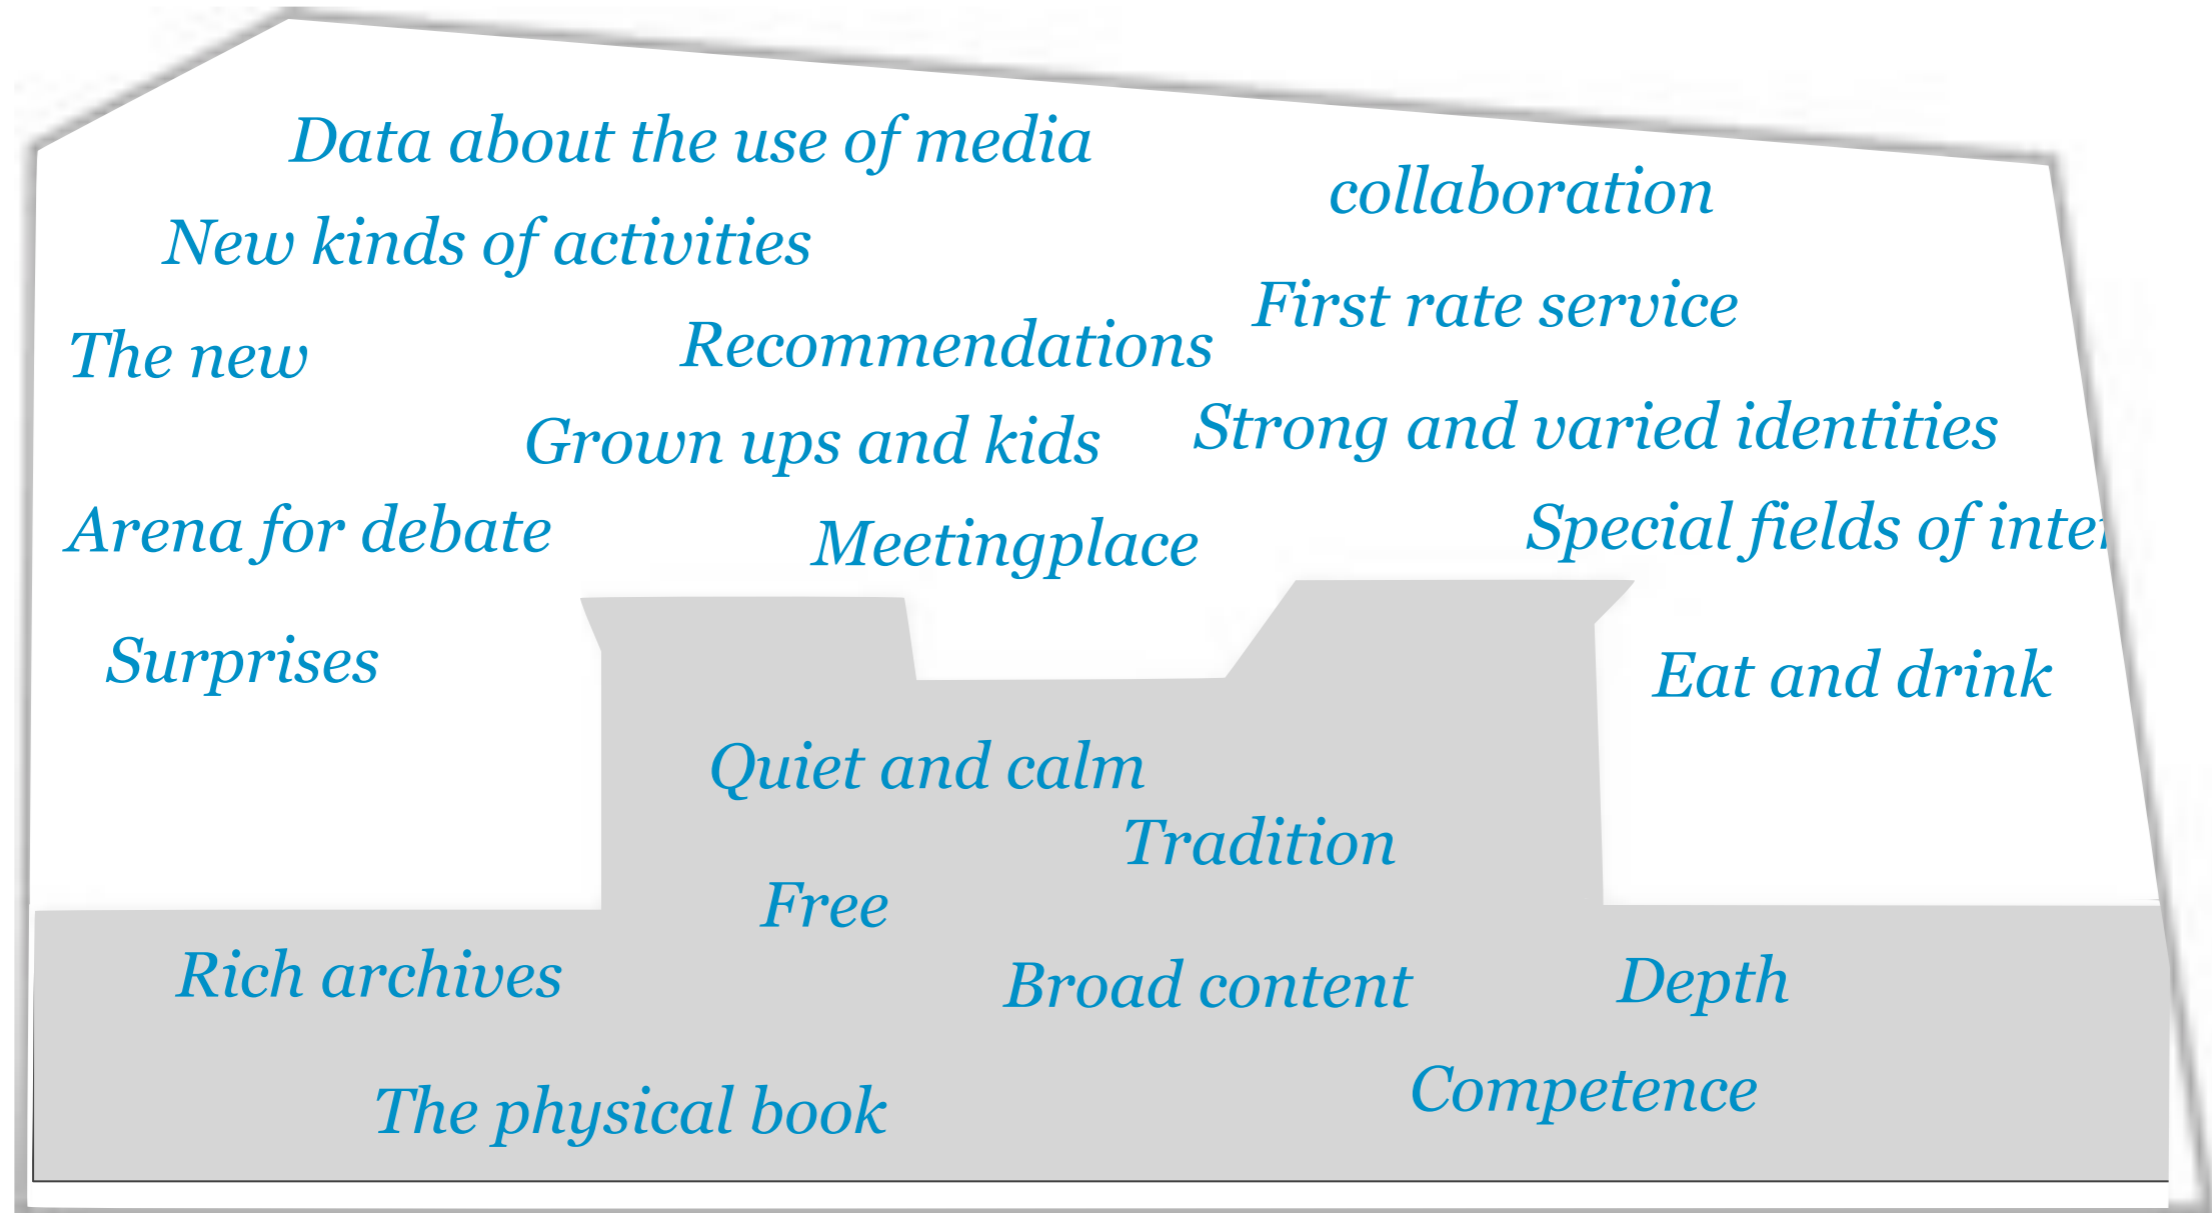 Data about the use of media
collaboration
New kinds of activities
First rate service
The new
Recommendations
Grown ups and kids
Strong and varied identities
Arena for debate
Meetingplace
Special fields of
Surprises
Eat and drink
Quiet and calm
Tradition
Free
Rich archives
Broad content
Depth
The physical book
Competence